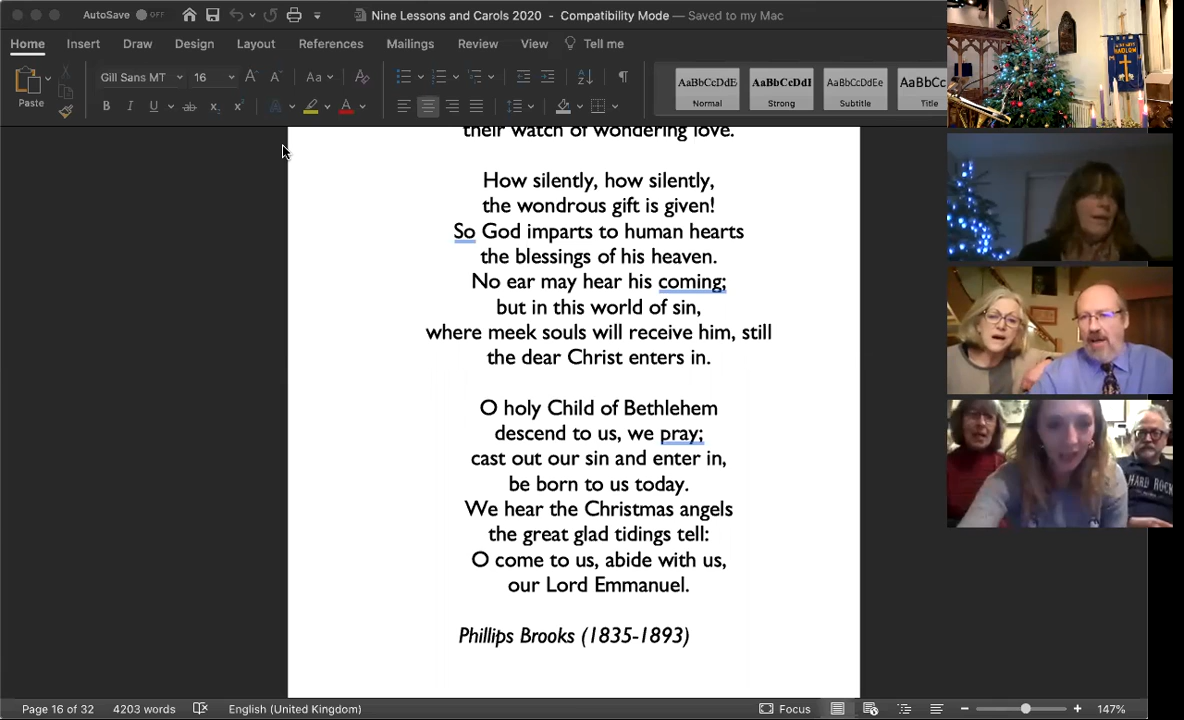 AutoSave OFF
Nine Lessons and Carols 2020 - Compatibility Mode — Saved to my Mac
Home Insert Draw Design Layout References Mailings Review View Tell me
Paste
Gill Sans MT 16
AaBbCcDdE AaBbCcDdI AaBbCcDdEe AaBbCc
Normal Strong Subtitle Title
their watch of wondering love.
How silently, how silently,
the wondrous gift is given!
So God imparts to human hearts
the blessings of his heaven.
No ear may hear his coming;
but in this world of sin,
where meek souls will receive him, still
the dear Christ enters in.
O holy Child of Bethlehem
descend to us, we pray;
cast out our sin and enter in,
be born to us today.
We hear the Christmas angels
the great glad tidings tell:
O come to us, abide with us,
our Lord Emmanuel.
Phillips Brooks (1835-1893)
HADLOW
HARD ROCK
Page 16 of 32 4203 words English (United Kingdom) Focus 147%